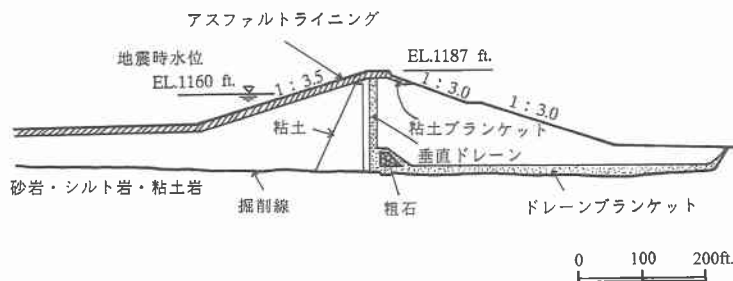 アスファルトライニング
地震時水位
EL.1160 ft.
EL.1187 ft.
1:3.5
1:3.0
1:3.0
粘土
粘土ブランケット
垂直ドレーン
砂岩・シルト岩・粘土岩
掘削線
粗石
ドレーンブランケット
0 100 200ft.